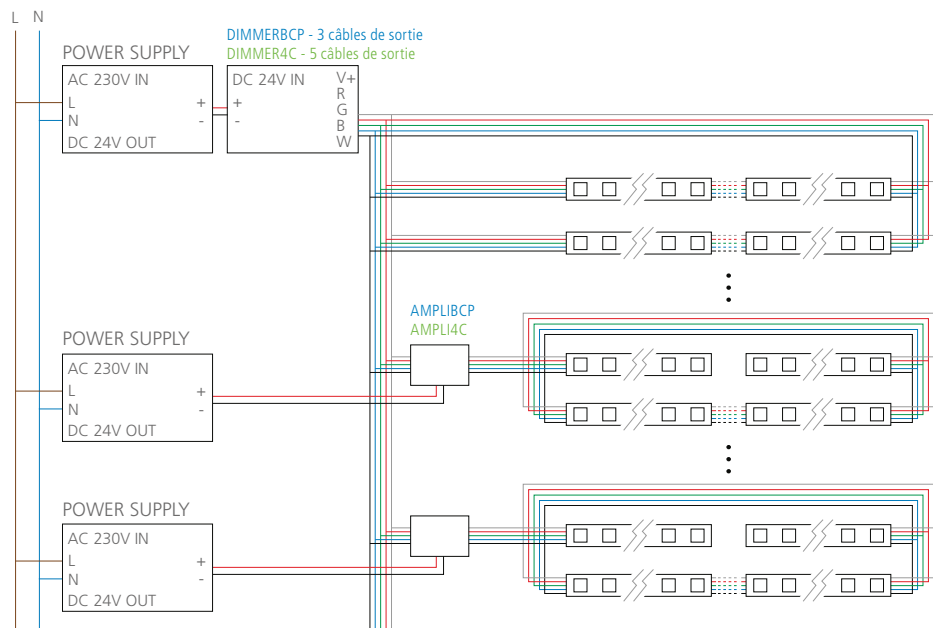 L N
DIMMERBCP - 3 câbles de sortie
DIMMER4C - 5 câbles de sortie
POWER SUPPLY
AC 230V IN
L +
N -
DC 24V OUT
DC 24V IN
+
-
V+
R
G
B
W
AMPLIBCP
AMPLI4C
POWER SUPPLY
AC 230V IN
L +
N -
DC 24V OUT
POWER SUPPLY
AC 230V IN
L +
N -
DC 24V OUT